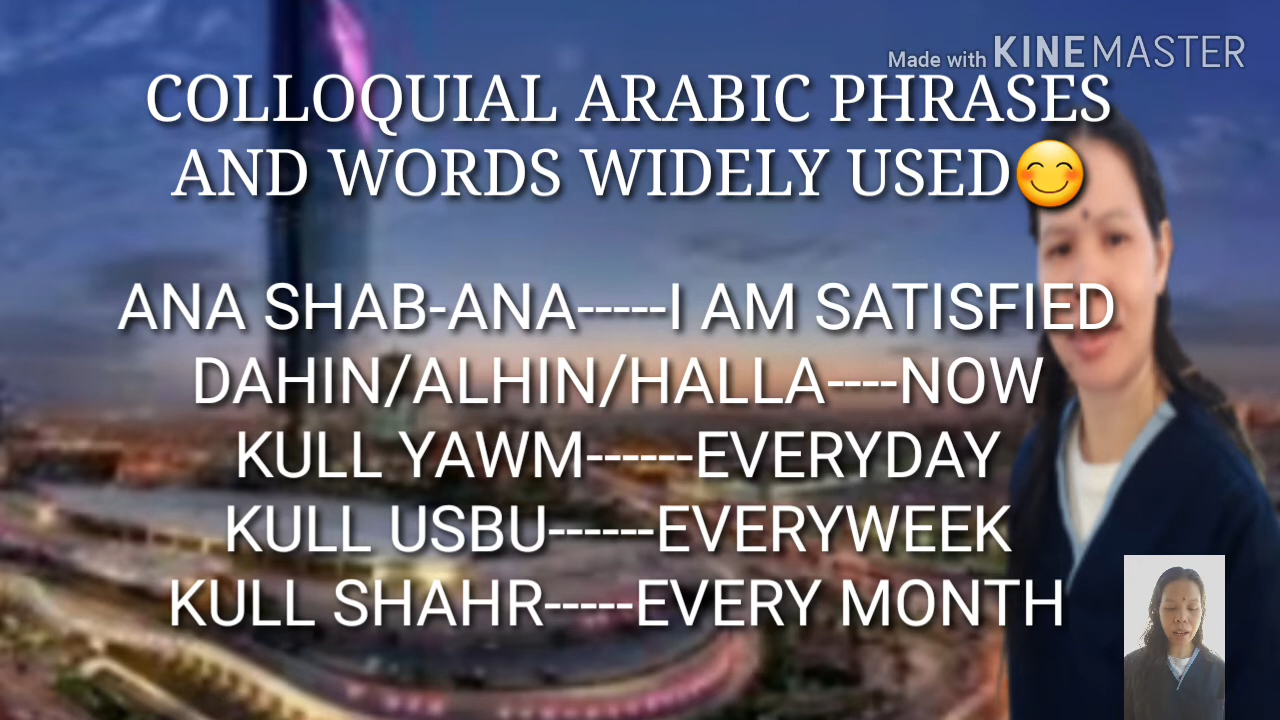 Made with KINEMASTER
COLLOQUIAL ARABIC PHRASES
AND WORDS WIDELY USED😊
ANA SHAB-ANA-----I AM SATISFIED
DAHIN/ALHIN/HALLA----NOW
KULL YAWM------EVERYDAY
KULL USBU------EVERYWEEK
KULL SHAHR-----EVERY MONTH